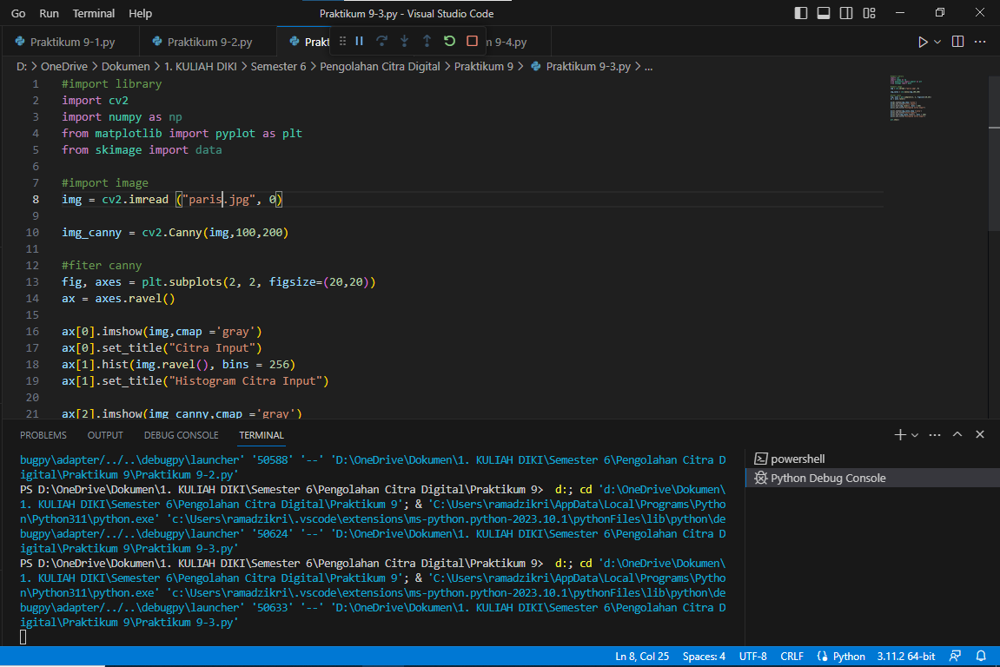 Go Run Terminal Help Praktikum 9-3.py - Visual Studio Code
Praktikum 9-1.py Praktikum 9-2.py Prakt n 9-4.py
D: > OneDrive > Dokumen > 1. KULIAH DIKI > Semester 6 > Pengolahan Citra Digital > Praktikum 9 > Praktikum 9-3.py > ...
1 #import library
2 import cv2
3 import numpy as np
4 from matplotlib import pyplot as plt
5 from skimage import data
6
7 #import image
8 img = cv2.imread ("paris.jpg", 0)
9
10 img_canny = cv2.Canny(img,100,200)
11
12 #fiter canny
13 fig, axes = plt.subplots(2, 2, figsize=(20,20))
14 ax = axes.ravel()
15
16 ax[0].imshow(img,cmap ='gray')
17 ax[0].set_title("Citra Input")
18 ax[1].hist(img.ravel(), bins = 256)
19 ax[1].set_title("Histogram Citra Input")
20
21 ax[2].imshow(img_canny,cmap ='gray')
PROBLEMS OUTPUT DEBUG CONSOLE TERMINAL
bugpy\adapter/../..\debugpy\launcher' '50588' '--' 'D:\OneDrive\Dokumen\1. KULIAH DIKI\Semester 6\Pengolahan Citra D
igital\Praktikum 9\Praktikum 9-2.py'
PS D:\OneDrive\Dokumen\1. KULIAH DIKI\Semester 6\Pengolahan Citra Digital\Praktikum 9> d:; cd 'd:\OneDrive\Dokumen\
1. KULIAH DIKI\Semester 6\Pengolahan Citra Digital\Praktikum 9'; & 'C:\Users\ramadzikri\AppData\Local\Programs\Pytho
n\Python311\python.exe' 'c:\Users\ramadzikri\.vscode\extensions\ms-python.python-2023.10.1\pythonFiles\lib\python\de
bugpy\adapter/../..\debugpy\launcher' '50624' '--' 'D:\OneDrive\Dokumen\1. KULIAH DIKI\Semester 6\Pengolahan Citra D
igital\Praktikum 9\Praktikum 9-3.py'
PS D:\OneDrive\Dokumen\1. KULIAH DIKI\Semester 6\Pengolahan Citra Digital\Praktikum 9> d:; cd 'd:\OneDrive\Dokumen\
1. KULIAH DIKI\Semester 6\Pengolahan Citra Digital\Praktikum 9'; & 'C:\Users\ramadzikri\AppData\Local\Programs\Pytho
n\Python311\python.exe' 'c:\Users\ramadzikri\.vscode\extensions\ms-python.python-2023.10.1\pythonFiles\lib\python\de
bugpy\adapter/../..\debugpy\launcher' '50633' '--' 'D:\OneDrive\Dokumen\1. KULIAH DIKI\Semester 6\Pengolahan Citra D
igital\Praktikum 9\Praktikum 9-3.py'
powershell
Python Debug Console
Ln 8, Col 25 Spaces: 4 UTF-8 CRLF Python 3.11.2 64-bit